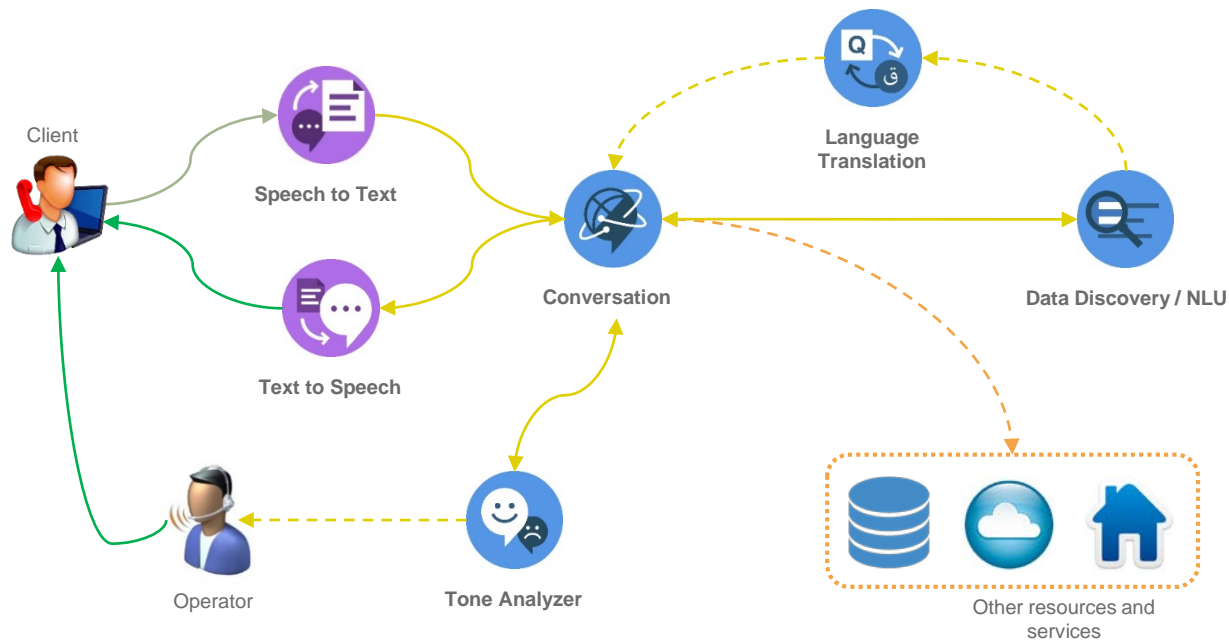 Client
Speech to Text
Text to Speech
Conversation
Q
ق
Language
Translation
Data Discovery / NLU
Operator
Tone Analyzer
Other resources and
services